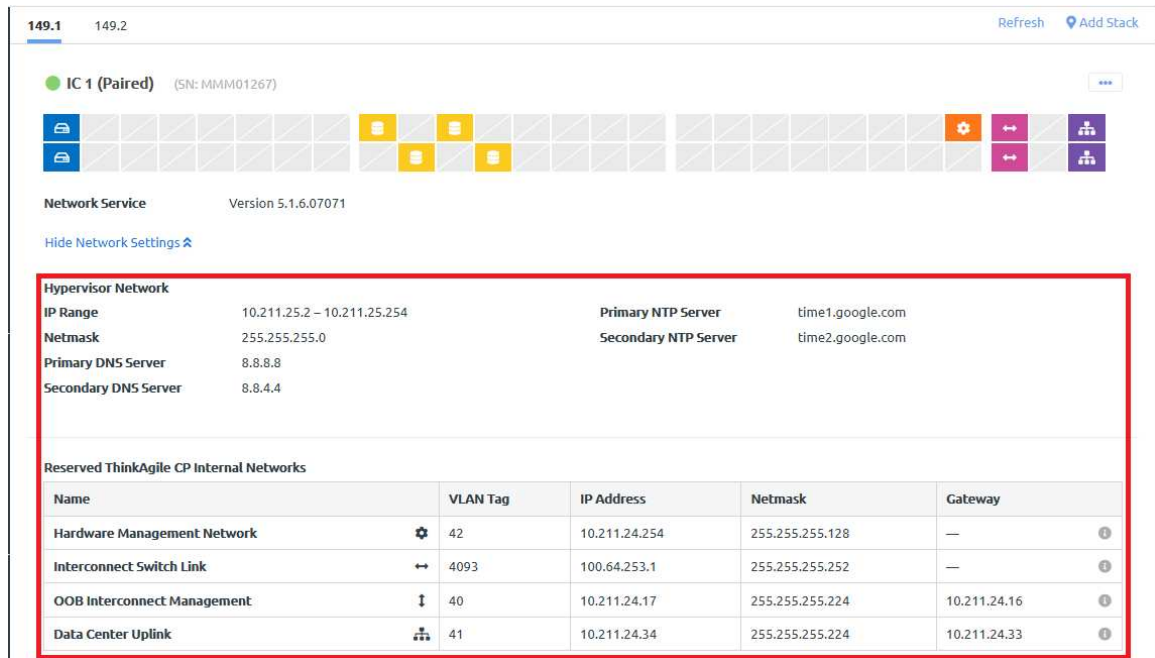 149.1 149.2 Refresh Add Stack
IC 1 (Paired) (SN: MMM01267)
Network Service Version 5.1.6.07071
Hide Network Settings
Hypervisor Network
IP Range 10.211.25.2 – 10.211.25.254 Primary NTP Server time1.google.com
Netmask 255.255.255.0 Secondary NTP Server time2.google.com
Primary DNS Server 8.8.8.8
Secondary DNS Server 8.8.4.4
Reserved ThinkAgile CP Internal Networks
Name VLAN Tag IP Address Netmask Gateway
Hardware Management Network 42 10.211.24.254 255.255.255.128 —
Interconnect Switch Link 4093 100.64.253.1 255.255.255.252 —
OOB Interconnect Management 40 10.211.24.17 255.255.255.224 10.211.24.16
Data Center Uplink 41 10.211.24.34 255.255.255.224 10.211.24.33